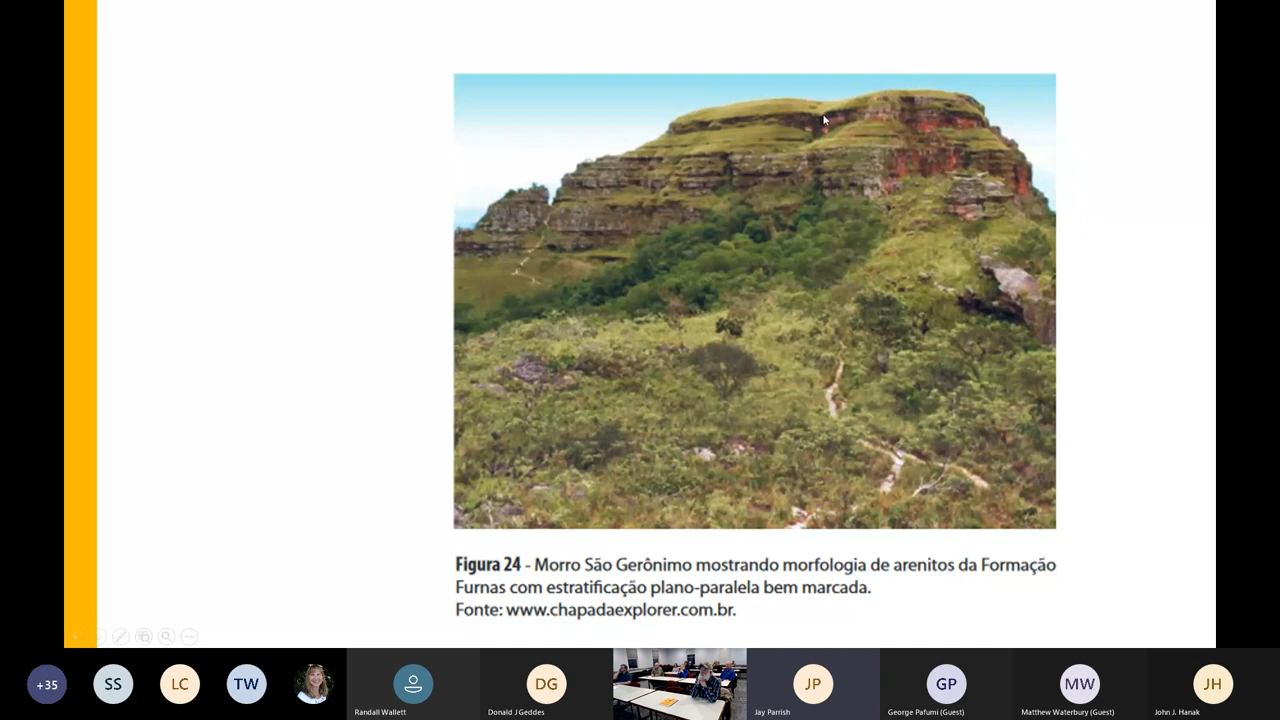 Figura 24 - Morro São Gerônimo mostrando morfologia de arenitos da Formação
Furnas com estratificação plano-paralela bem marcada.
Fonte: www.chapadaexplorer.com.br.
+35
SS
LC
TW
Randall Wallett
DG
Donald J Geddes
JP
Jay Parrish
GP
George Pafumi (Guest)
MW
Matthew Waterbury (Guest)
JH
John J. Hanak